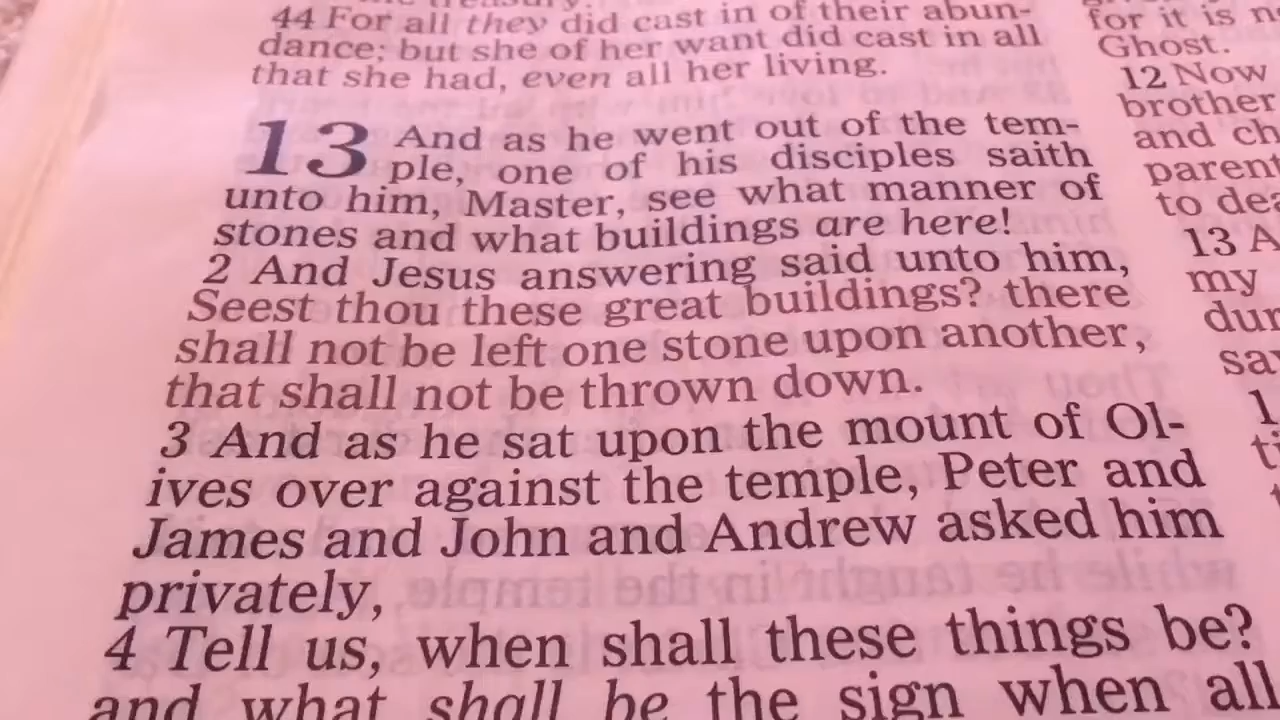 44 For all they did cast in of their abun-
dance; but she of her want did cast in all
that she had, even all her living.
13 And as he went out of the tem-
ple, one of his disciples saith
unto him, Master, see what manner of
stones and what buildings are here!
2 And Jesus answering said unto him,
Seest thou these great buildings? there
shall not be left one stone upon another,
that shall not be thrown down.
3 And as he sat upon the mount of Ol-
ives over against the temple, Peter and
James and John and Andrew asked him
privately,
4 Tell us, when shall these things be?
and what shall be the sign when all
for it is
Ghost.
12 Now
brother
and
to
13
my